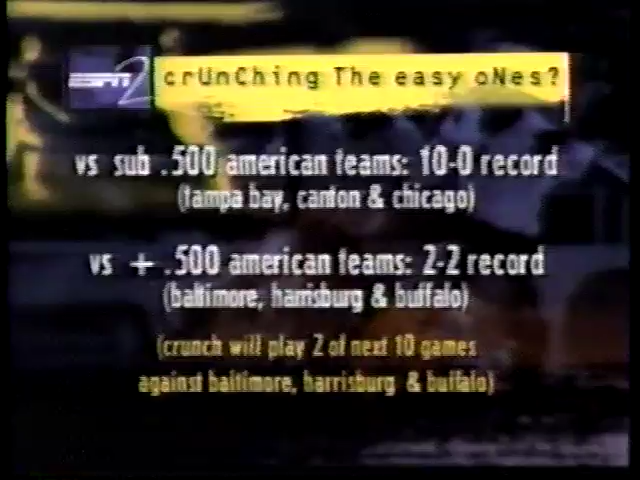 ESPN2
crUnChing The easy oNes?
vs sub .500 american teams: 10-0 record
(tampa bay, canton & chicago)
vs + .500 american teams: 2-2 record
(baltimore, harrisburg & buffalo)
(crunch will play 2 of next 10 games
against baltimore, harrisburg & buffalo)